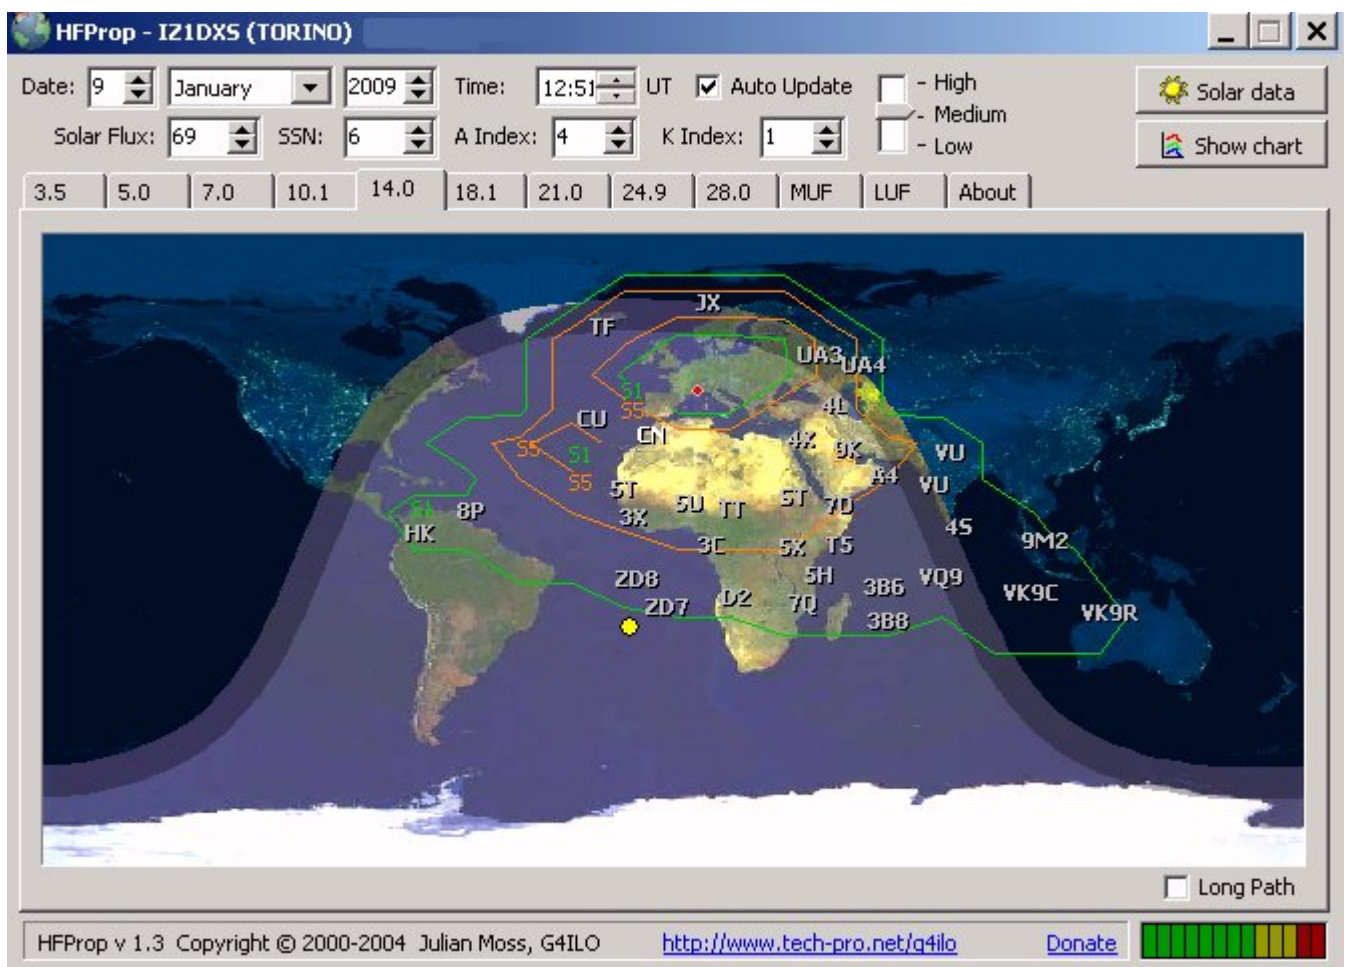 HFProp - IZ1DXS (TORINO)
Date: 9 January 2009 Time: 12:51 UT Auto Update - High
- Medium
- Low
Solar data
Solar Flux: 69 SSN: 6 A Index: 4 K Index: 1
Show chart
3.5 5.0 7.0 10.1 14.0 18.1 21.0 24.9 28.0 MUF LUF About
JX
TF
UA3
UA4
S1
S5
4L
CU
CN
4X
9K
VU
S5
S1
A4
VU
S5
5T
5U
TT
ST
7O
8P
HK
3X
4S
9M2
3C
5X
T5
ZD8
5H
3B6
VQ9
VK9C
ZD7
D2
7Q
3B8
VK9R
Long Path
HFProp v 1.3 Copyright © 2000-2004 Julian Moss, G4ILO http://www.tech-pro.net/g4ilo Donate